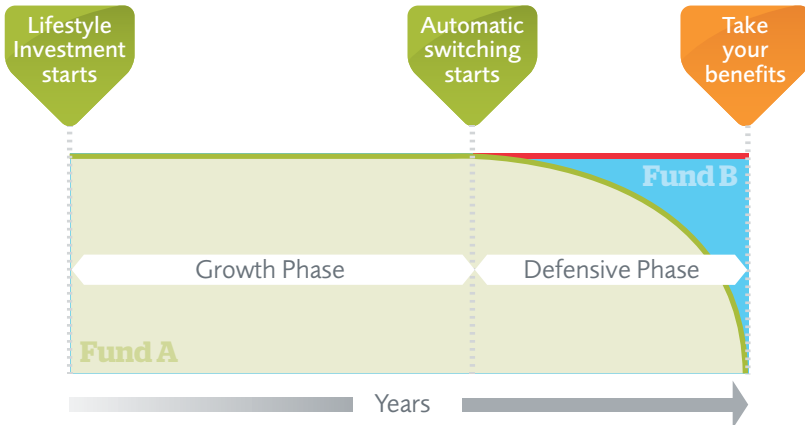 Lifestyle
Investment
starts
Automatic
switching
starts
Take
your
benefits
Fund B
Growth Phase
Defensive Phase
Fund A
Years